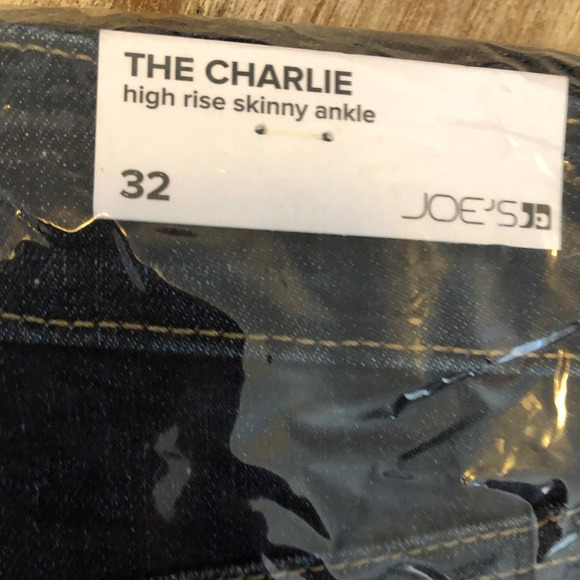 THE CHARLIE
high rise skinny ankle
32
JOE'S